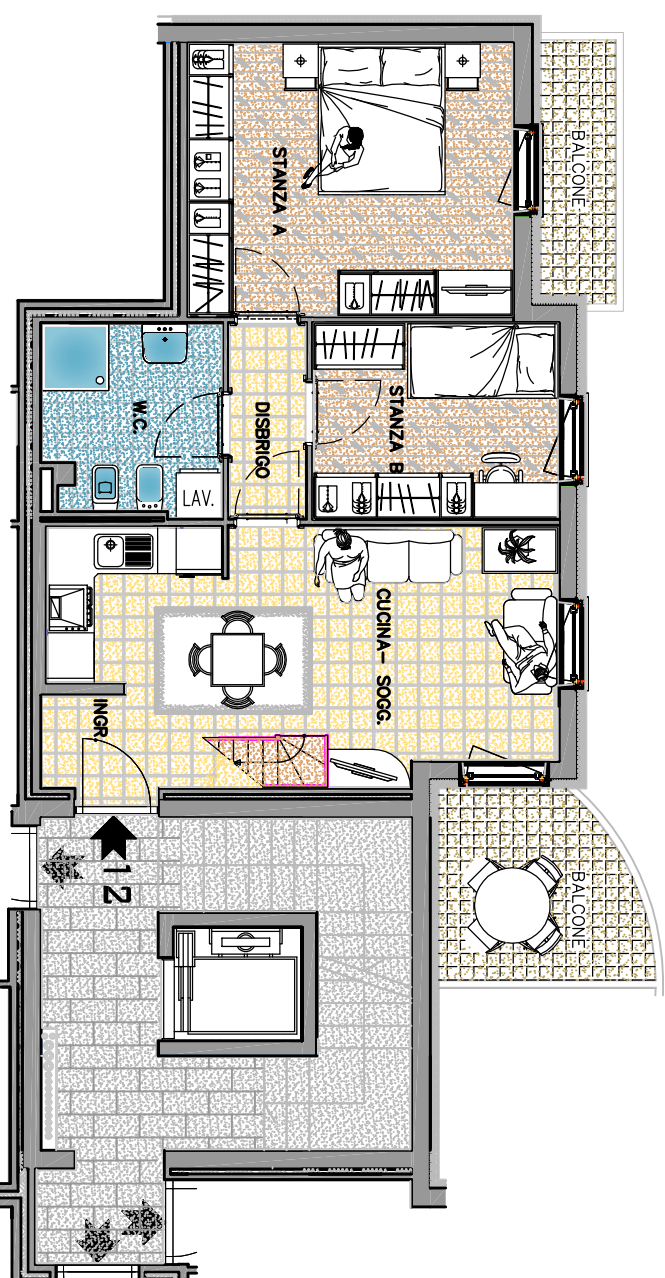 BALCONE
STANZA A
STANZA B
W.C.
DISBRIGO
LAV.
CUCINA- SOGG.
INGR.
12
BALCONE